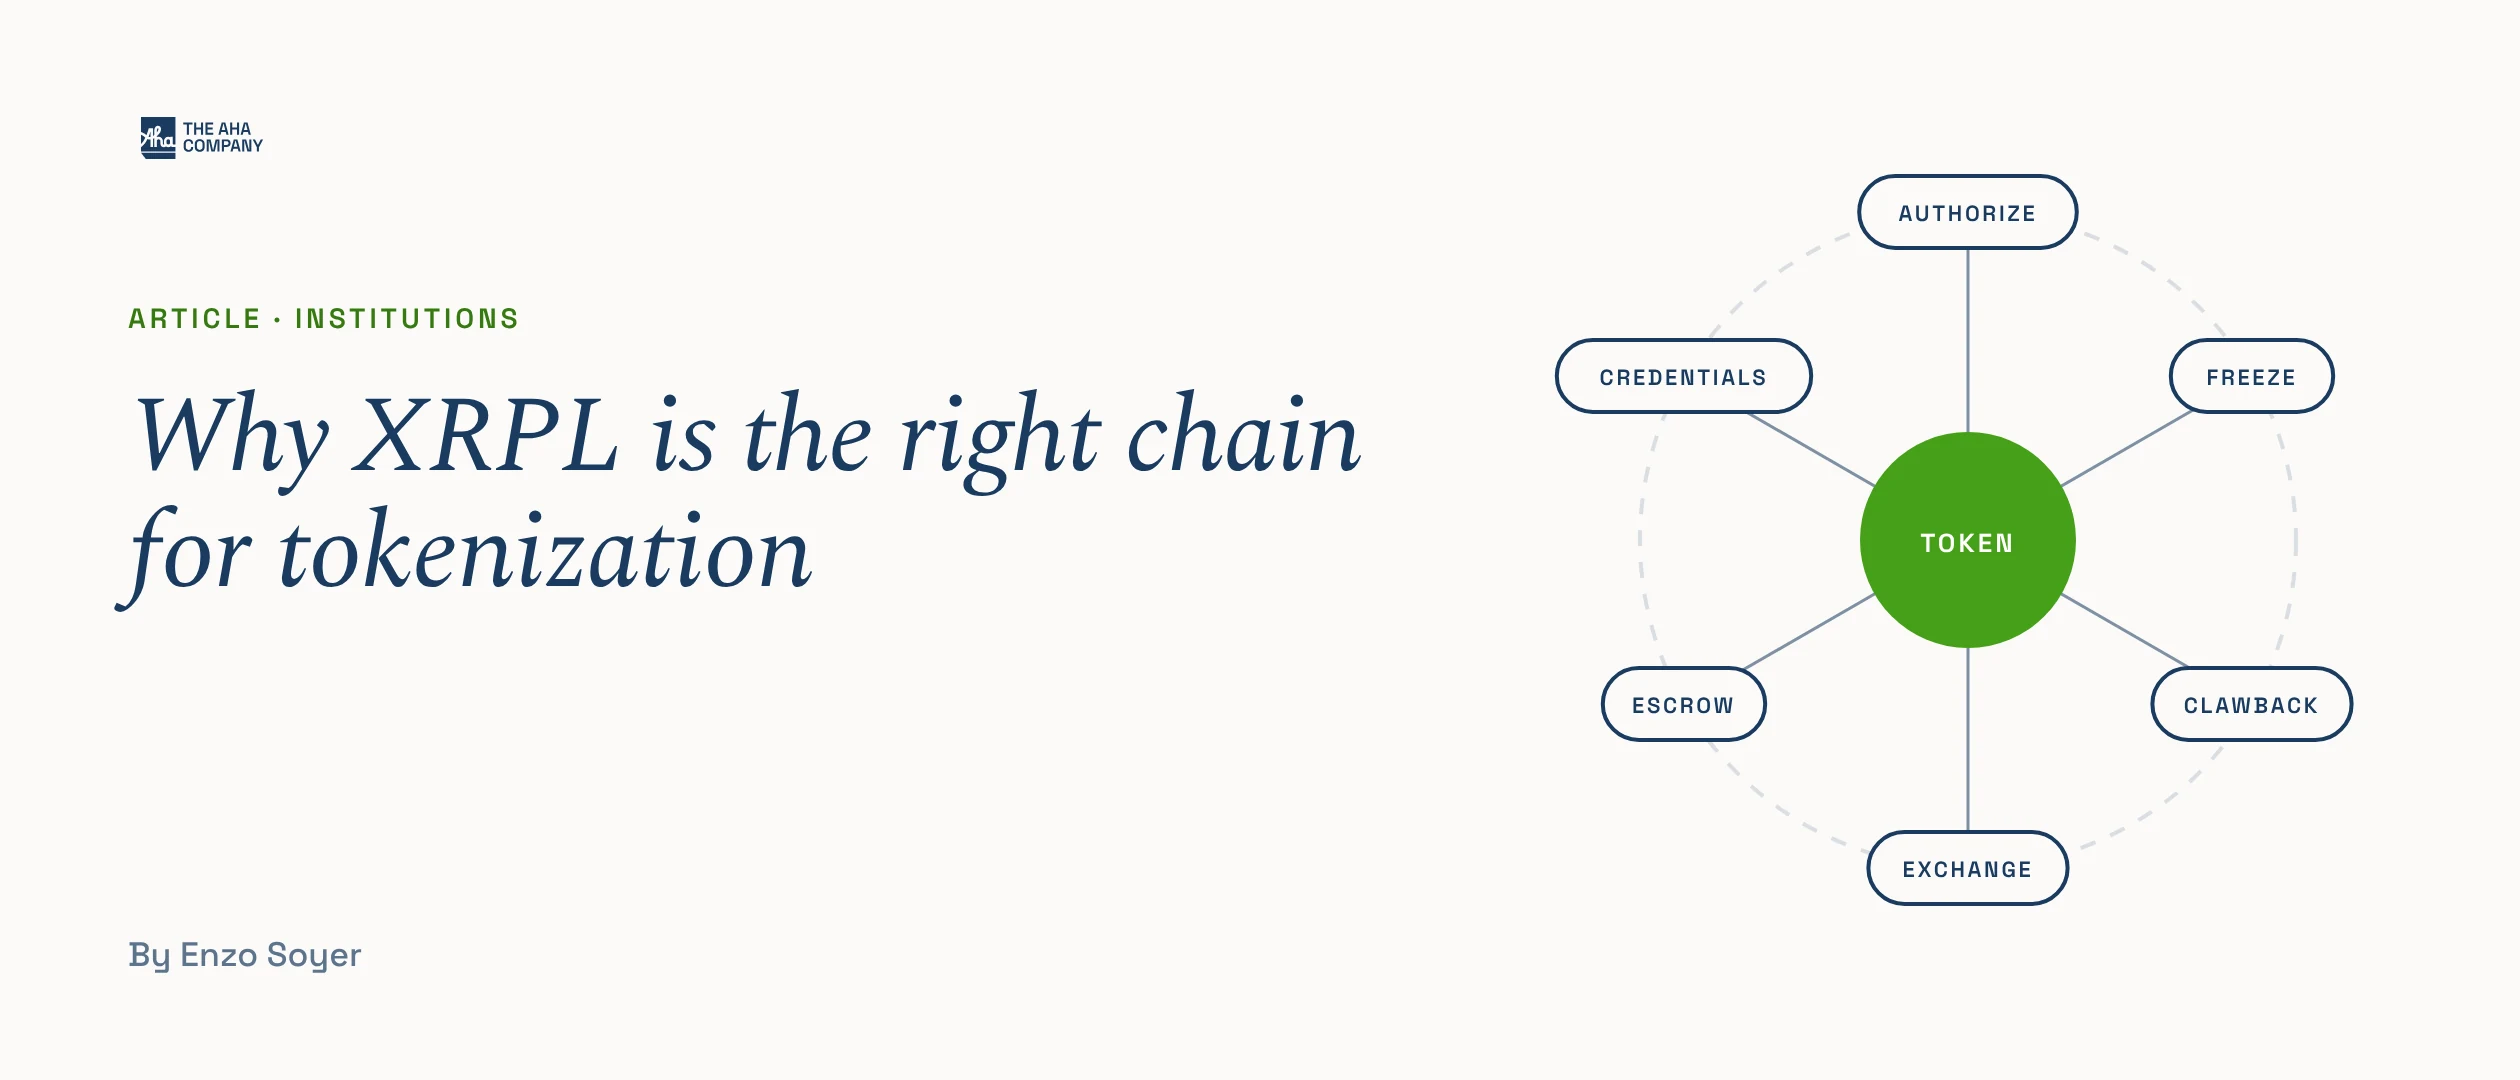 Aha
THE AHA
COMPANY
ARTICLE · INSTITUTIONS
Why XRPL is the right chain
for tokenization
By Enzo Soyer
AUTHORIZE
CREDENTIALS
FREEZE
TOKEN
ESCROW
CLAWBACK
EXCHANGE